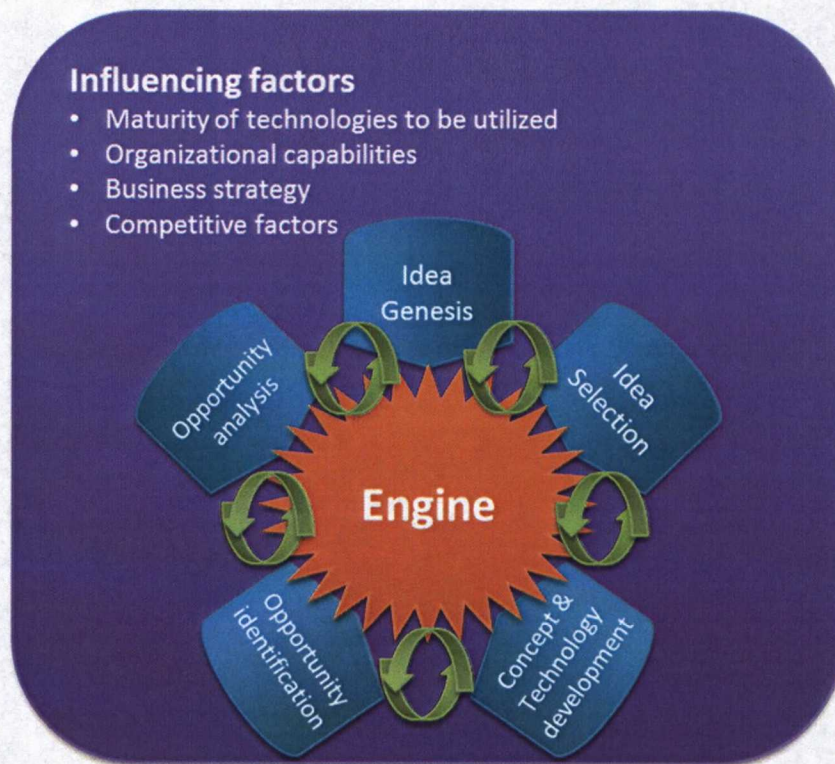 Influencing factors
• Maturity of technologies to be utilized
• Organizational capabilities
• Business strategy
• Competitive factors
Idea
Genesis
Opportunity
analysis
Idea
Selection
Engine
Opportunity
identification
Concept &
Technology
development